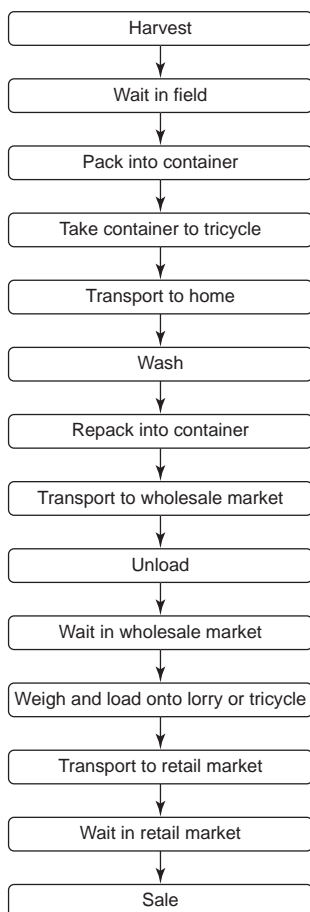 Harvest
Wait in field
Pack into container
Take container to tricycle
Transport to home
Wash
Repack into container
Transport to wholesale market
Unload
Wait in wholesale market
Weigh and load onto lorry or tricycle
Transport to retail market
Wait in retail market
Sale